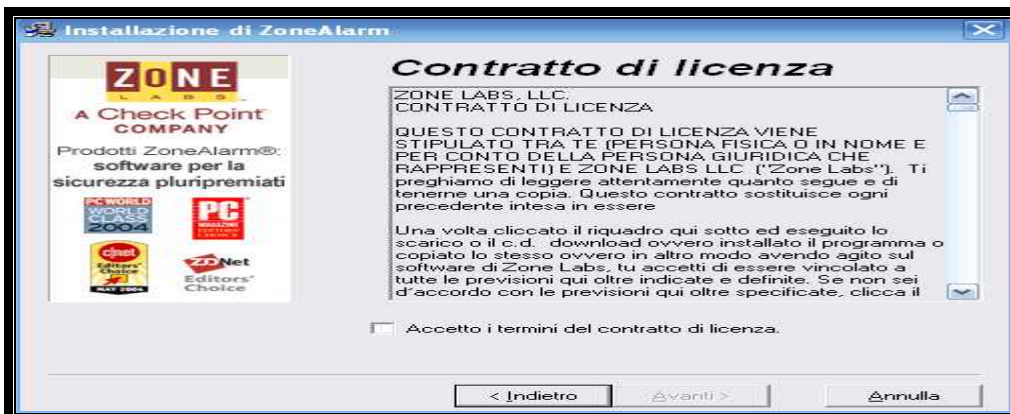 Installazione di ZoneAlarm
ZONE
LABS™
A Check Point
COMPANY
Prodotti ZoneAlarm®:
software per la
sicurezza pluripremiati
PC WORLD
WORLD
CLASS
2004
PC
MAGAZINE
EDITORS'
CHOICE
c|net
Editors'
Choice
MAY 2004
ZDNet
Editors'
Choice
Contratto di licenza
ZONE LABS, LLC.
CONTRATTO DI LICENZA
QUESTO CONTRATTO DI LICENZA VIENE
STIPULATO TRA TE (PERSONA FISICA O IN NOME E
PER CONTO DELLA PERSONA GIURIDICA CHE
RAPPRESENTI) E ZONE LABS LLC ("Zone Labs"). Ti
preghiamo di leggere attentamente quanto segue e di
tenerne una copia. Questo contratto sostituisce ogni
precedente intesa in essere
Una volta cliccato il riquadro qui sotto ed eseguito lo
scarico o il c.d. download ovvero installato il programma o
copiato lo stesso ovvero in altro modo avendo agito sul
software di Zone Labs, tu accetti di essere vincolato a
tutte le previsioni qui oltre indicate e definite. Se non sei
d'accordo con le previsioni qui oltre specificate, clicca il
Accetto i termini del contratto di licenza.
< Indietro
Avanti >
Annulla